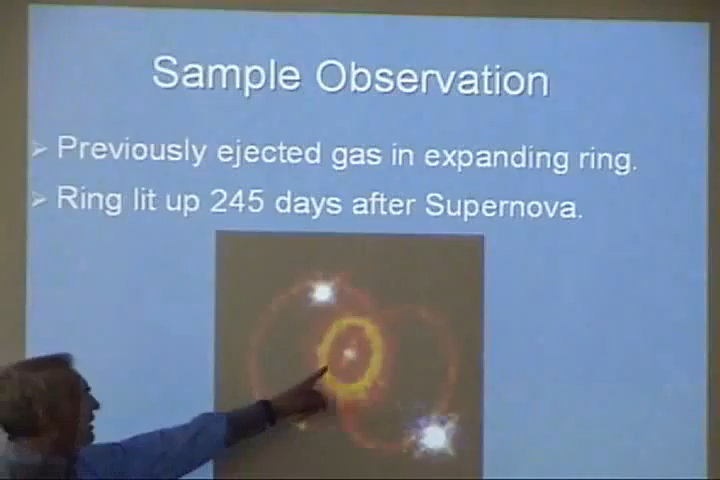 Sample Observation
Previously ejected gas in expanding ring.
Ring lit up 245 days after Supernova.